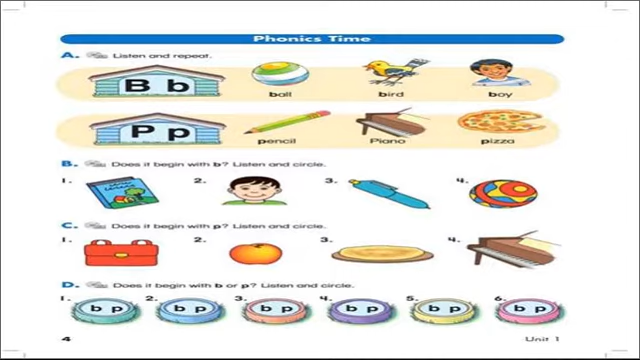 Phonics Time
A. Listen and repeat.
B b
ball bird boy
P p
pencil Piano pizza
B. Does it begin with b? Listen and circle.
1. 2. 3. 4.
C. Does it begin with p? Listen and circle.
1. 2. 3. 4.
D. Does it begin with b or p? Listen and circle.
1. 2. 3. 4. 5. 6.
b p b p b p b p b p b p
4 Unit 1